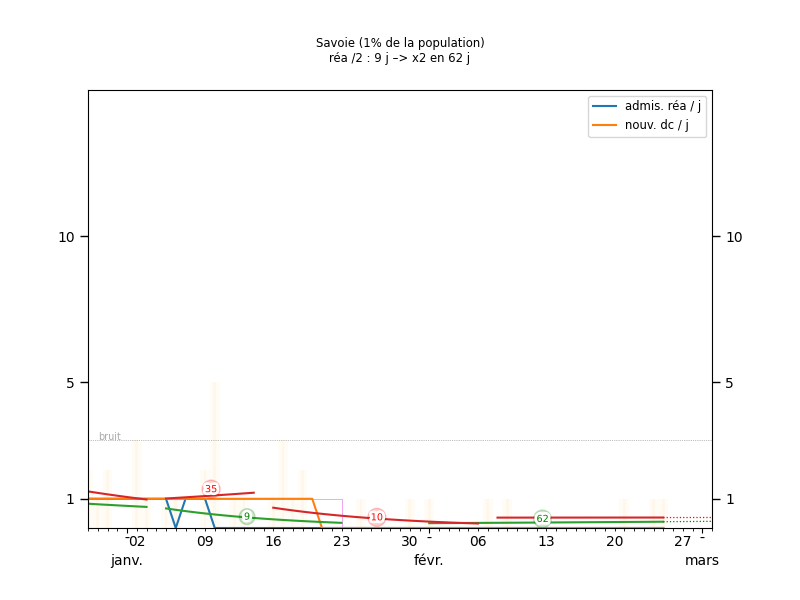 Savoie (1% de la population)
réa /2 : 9 j –> x2 en 62 j
admis. réa / j
nouv. dc / j
10 10
5 5
bruit
1 1
35
9
10
62
02 09 16 23 30 06 13 20 27
janv. févr. mars